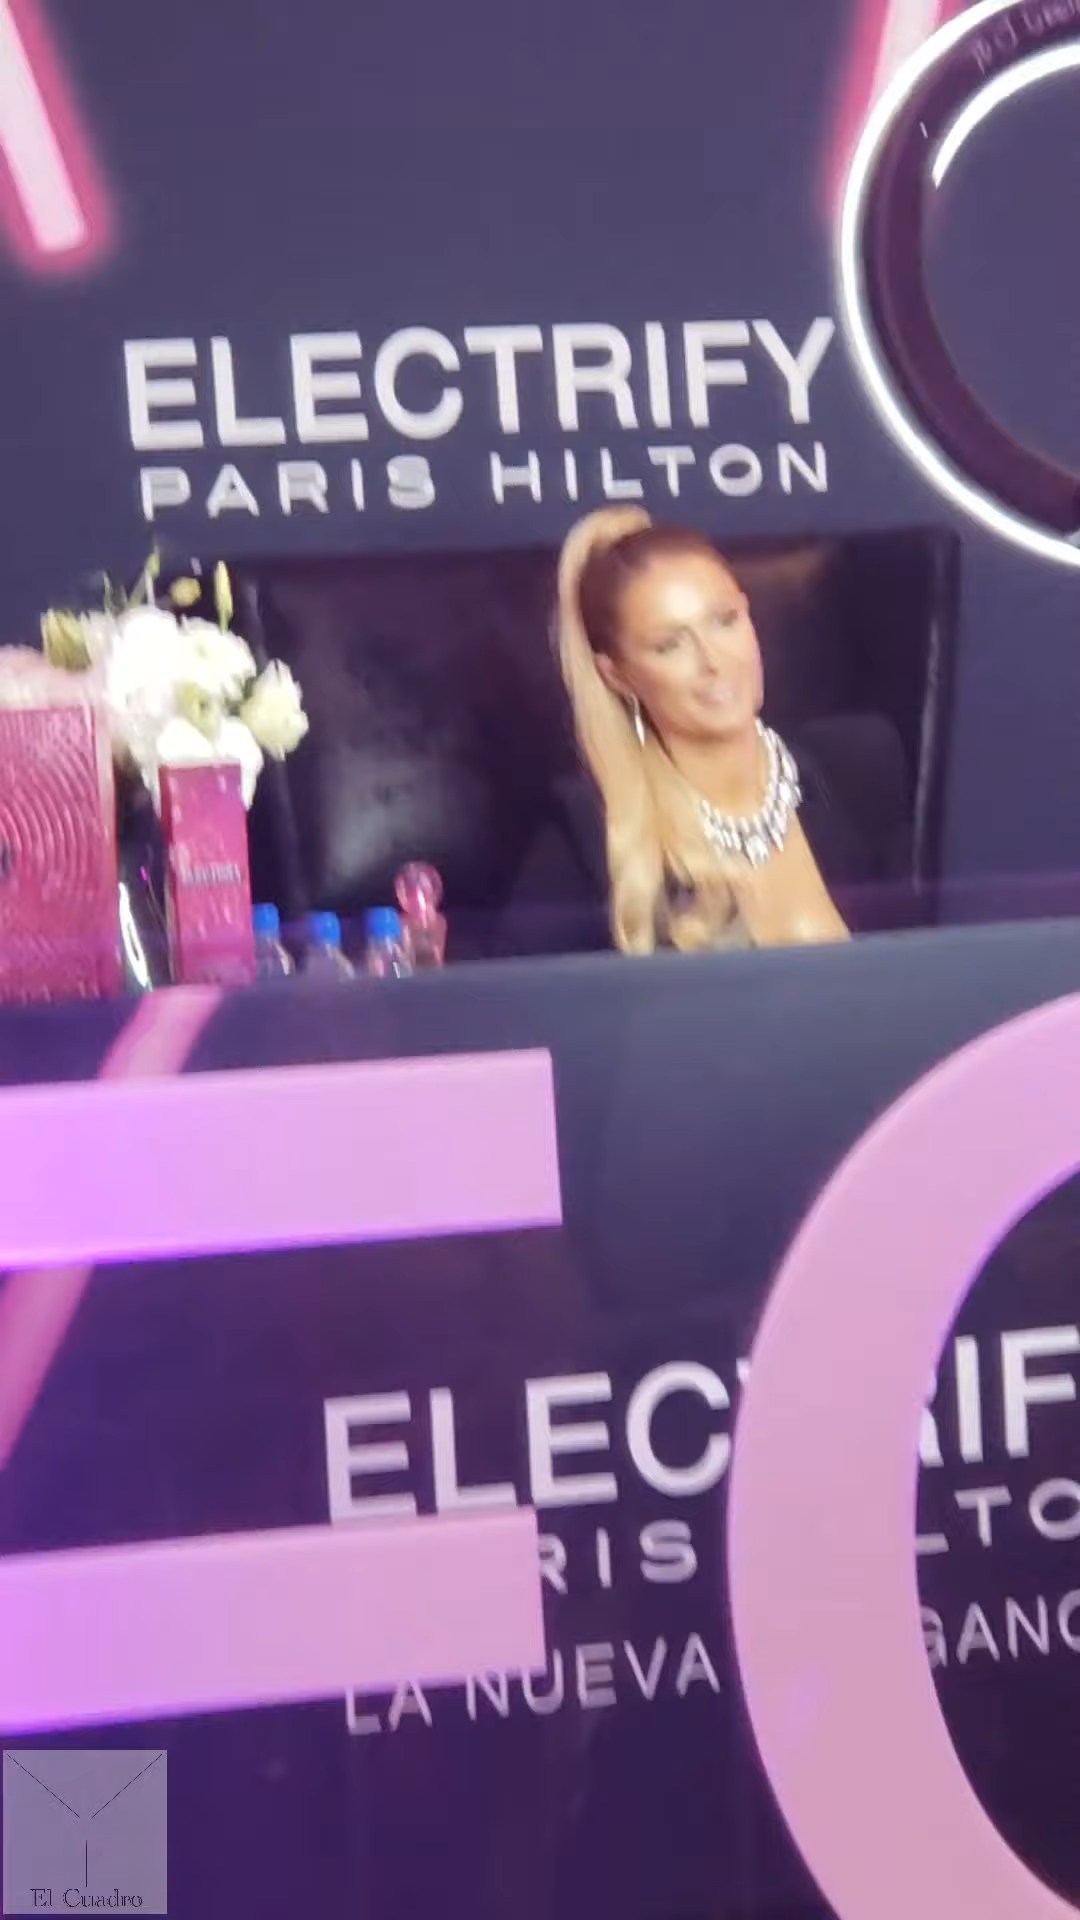 ELECTRIFY
PARIS HILTON
ELEC RIF
RIS LTO
LA NUEVA GANC
El Cuadro